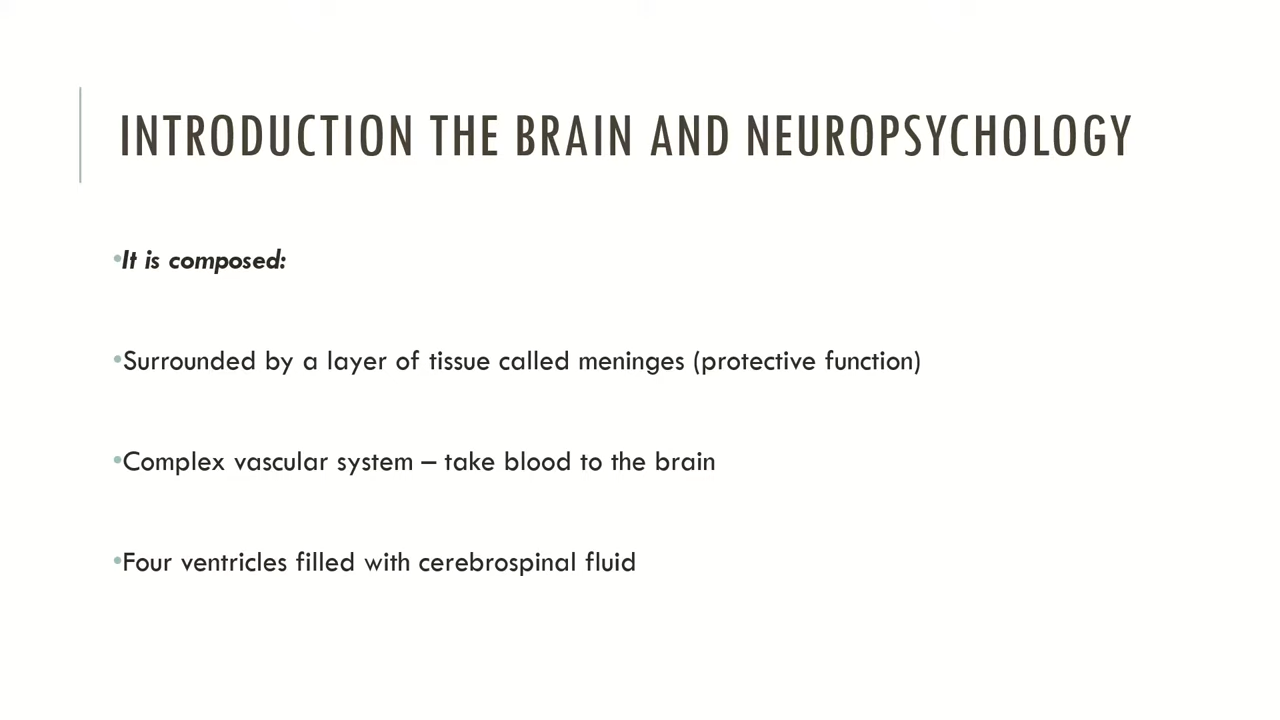 INTRODUCTION THE BRAIN AND NEUROPSYCHOLOGY
•It is composed:
•Surrounded by a layer of tissue called meninges (protective function)
•Complex vascular system – take blood to the brain
•Four ventricles filled with cerebrospinal fluid